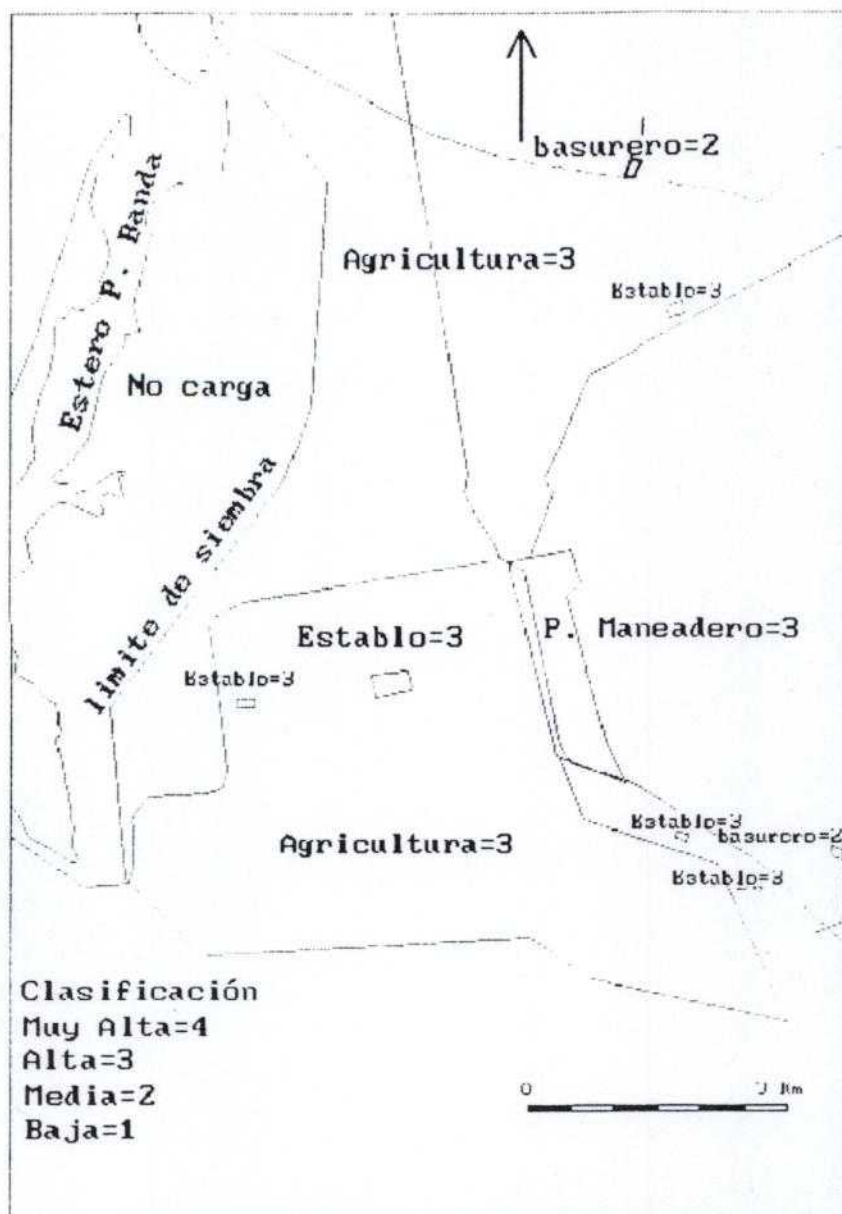 basurero=2
Agricultura=3
Establo=3
Estero P. Banda
No carga
limite de siembra
Establo=3
P. Maneadero=3
Establo=3
Agricultura=3
Establo=3
basurero=2
Establo=3
Clasificación
Muy Alta=4
Alta=3
Media=2
Baja=1
0
Km